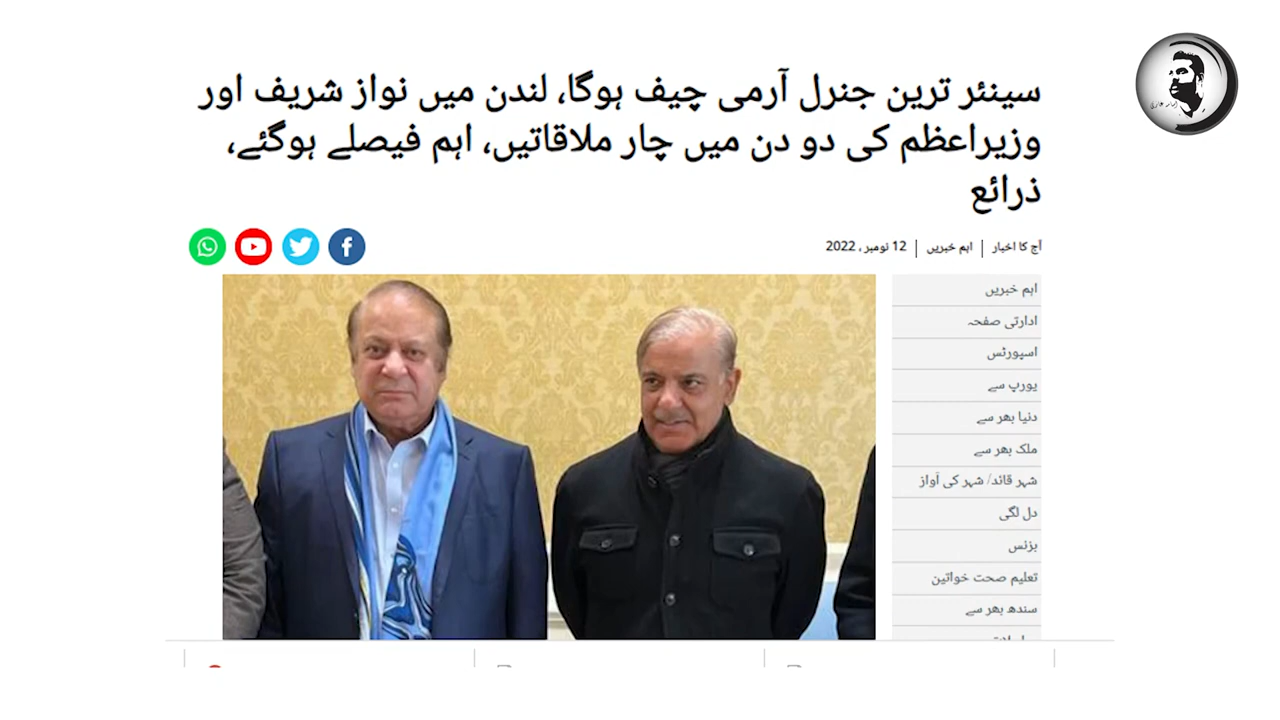 سینئر ترین جنرل آرمی چیف ہوگا، لندن میں نواز شریف اور
وزیراعظم کی دو دن میں چار ملاقاتیں، اہم فیصلے ہوگئے،
ذرائع
آج کا اخبار | اہم خبریں | 12 نومبر ، 2022
اہم خبریں
ادارتی صفحہ
اسپورٹس
یورپ سے
دنیا بھر سے
ملک بھر سے
شہر قائد/ شہر کی آواز
دل لگی
بزنس
تعلیم صحت خواتین
سندھ بھر سے